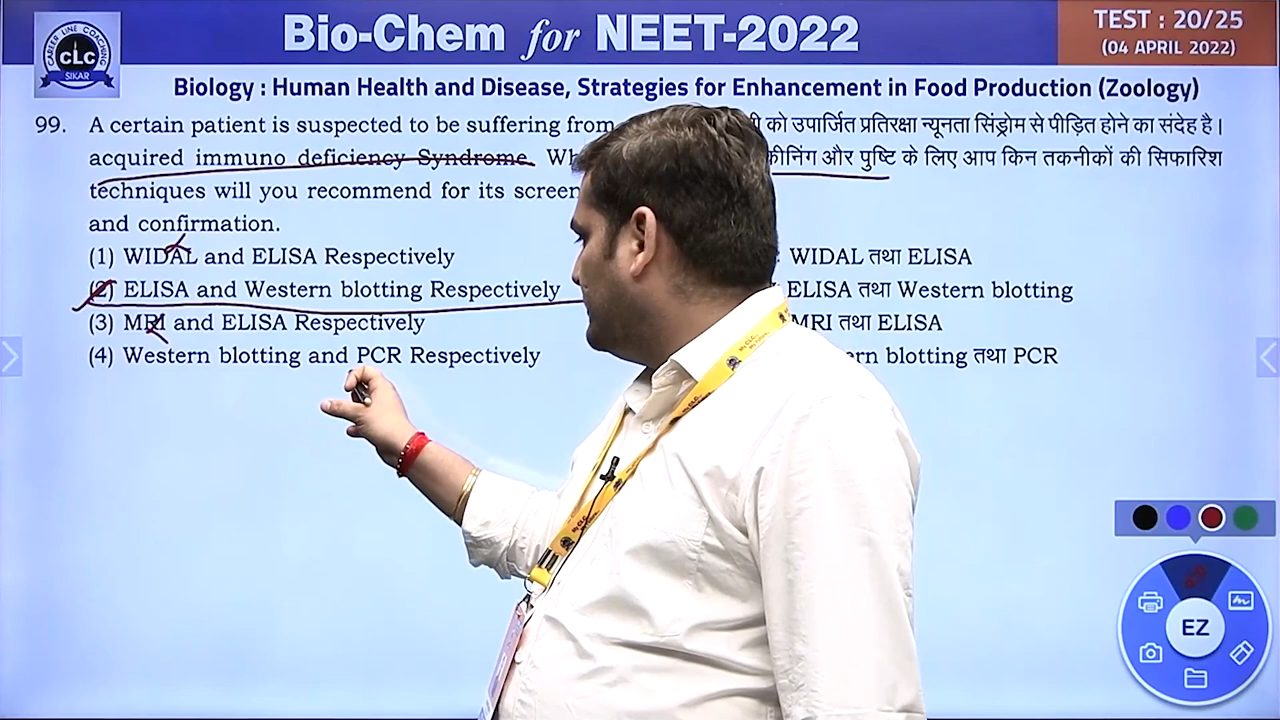 Bio-Chem for NEET-2022
TEST : 20/25
(04 APRIL 2022)
CAREER LINE COACHING
CLC
SIKAR
Biology : Human Health and Disease, Strategies for Enhancement in Food Production (Zoology)
99. A certain patient is suspected to be suffering from
acquired immuno deficiency Syndrome.
techniques will you recommend for its
and confirmation.
(1) WIDAL and ELISA Respectively
(2) ELISA and Western blotting Respectively
(3) MRI and ELISA Respectively
(4) Western blotting and PCR Respectively
को उपार्जित प्रतिरक्षा न्यूनता सिंड्रोम से पीड़ित होने का संदेह है।
और पुष्टि के लिए आप किन तकनीकों की सिफारिश
WIDAL तथा ELISA
ELISA तथा Western blotting
MRI तथा ELISA
blotting तथा PCR
EZ